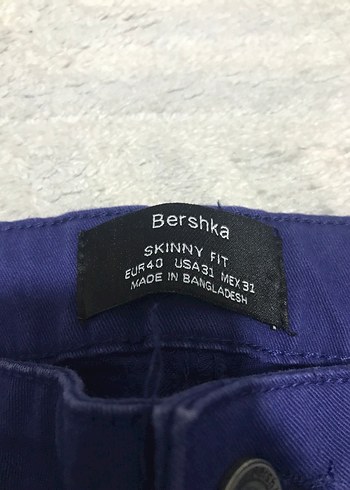 Bershka
SKINNY FIT
EUR40 USA31 MEX31
MADE IN BANGLADESH